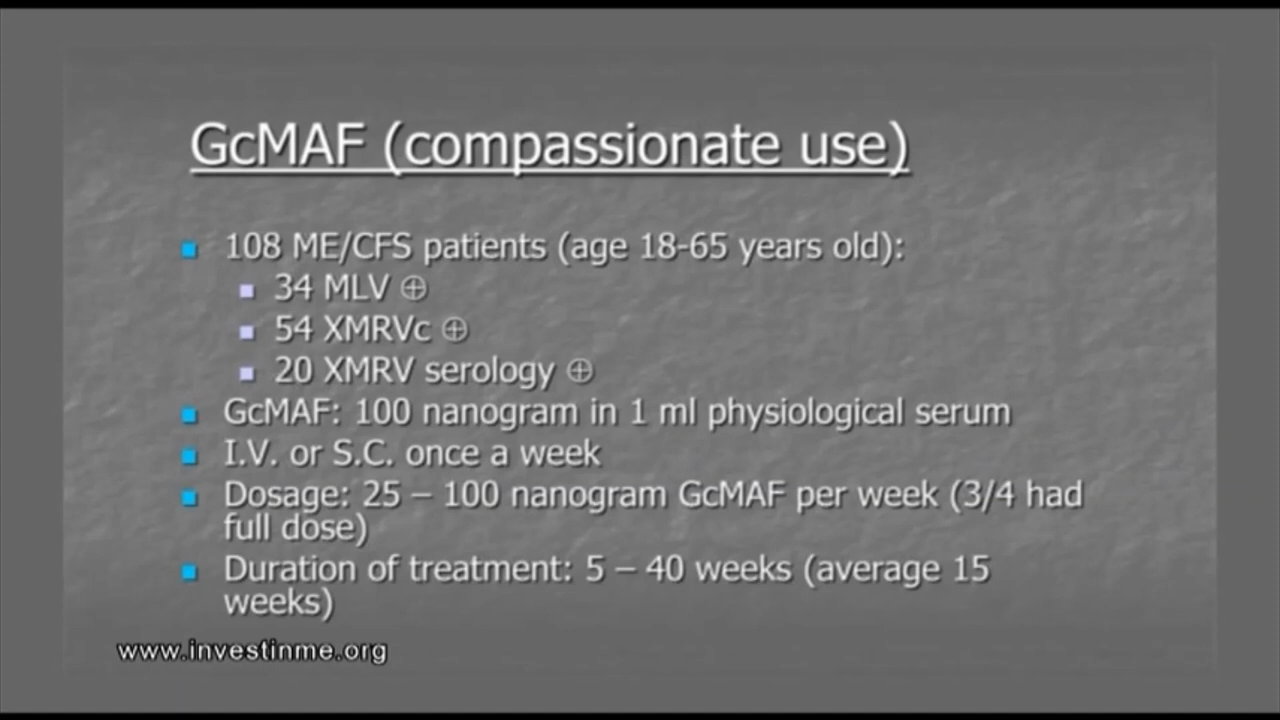 GcMAF (compassionate use)
108 ME/CFS patients (age 18-65 years old):
34 MLV ⊕
54 XMRVc ⊕
20 XMRV serology ⊕
GcMAF: 100 nanogram in 1 ml physiological serum
I.V. or S.C. once a week
Dosage: 25 – 100 nanogram GcMAF per week (3/4 had
full dose)
Duration of treatment: 5 – 40 weeks (average 15
weeks)
www.investinme.org